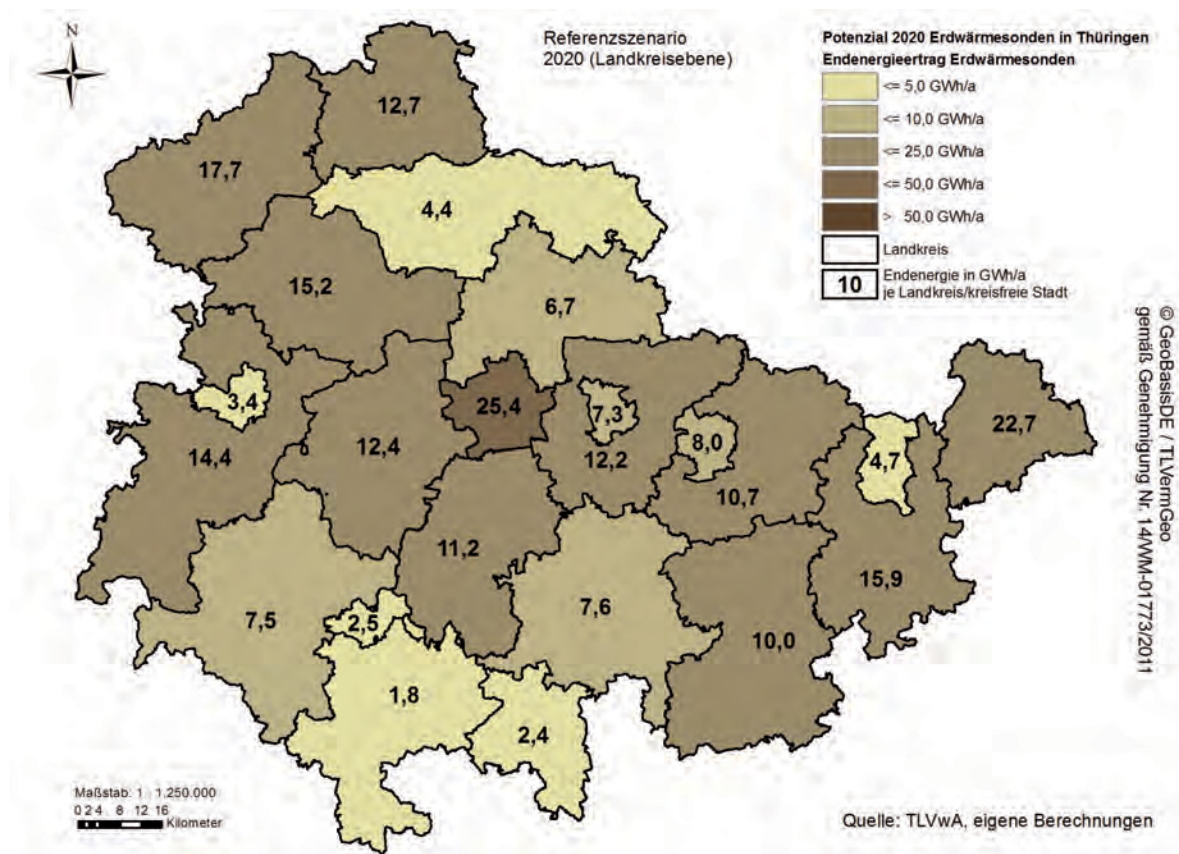 N
Referenzszenario
2020 (Landkreisebene)
Potenzial 2020 Erdwärmesonden in Thüringen
Endenergieertrag Erdwärmesonden
<= 5,0 GWh/a
<= 10,0 GWh/a
<= 25,0 GWh/a
<= 50,0 GWh/a
> 50,0 GWh/a
Landkreis
10 Endenergie in GWh/a
je Landkreis/kreisfreie Stadt
12,7
17,7
4,4
15,2
6,7
3,4
25,4
7,3
8,0
22,7
14,4
12,4
12,2
4,7
10,7
11,2
15,9
7,5
2,5
7,6
10,0
1,8
2,4
© GeoBasisDE / TLVermGeo
gemäß Genehmigung Nr. 14/WM-01773/2011
Maßstab: 1 : 1.250.000
0 2 4 8 12 16
Kilometer
Quelle: TLVwA, eigene Berechnungen